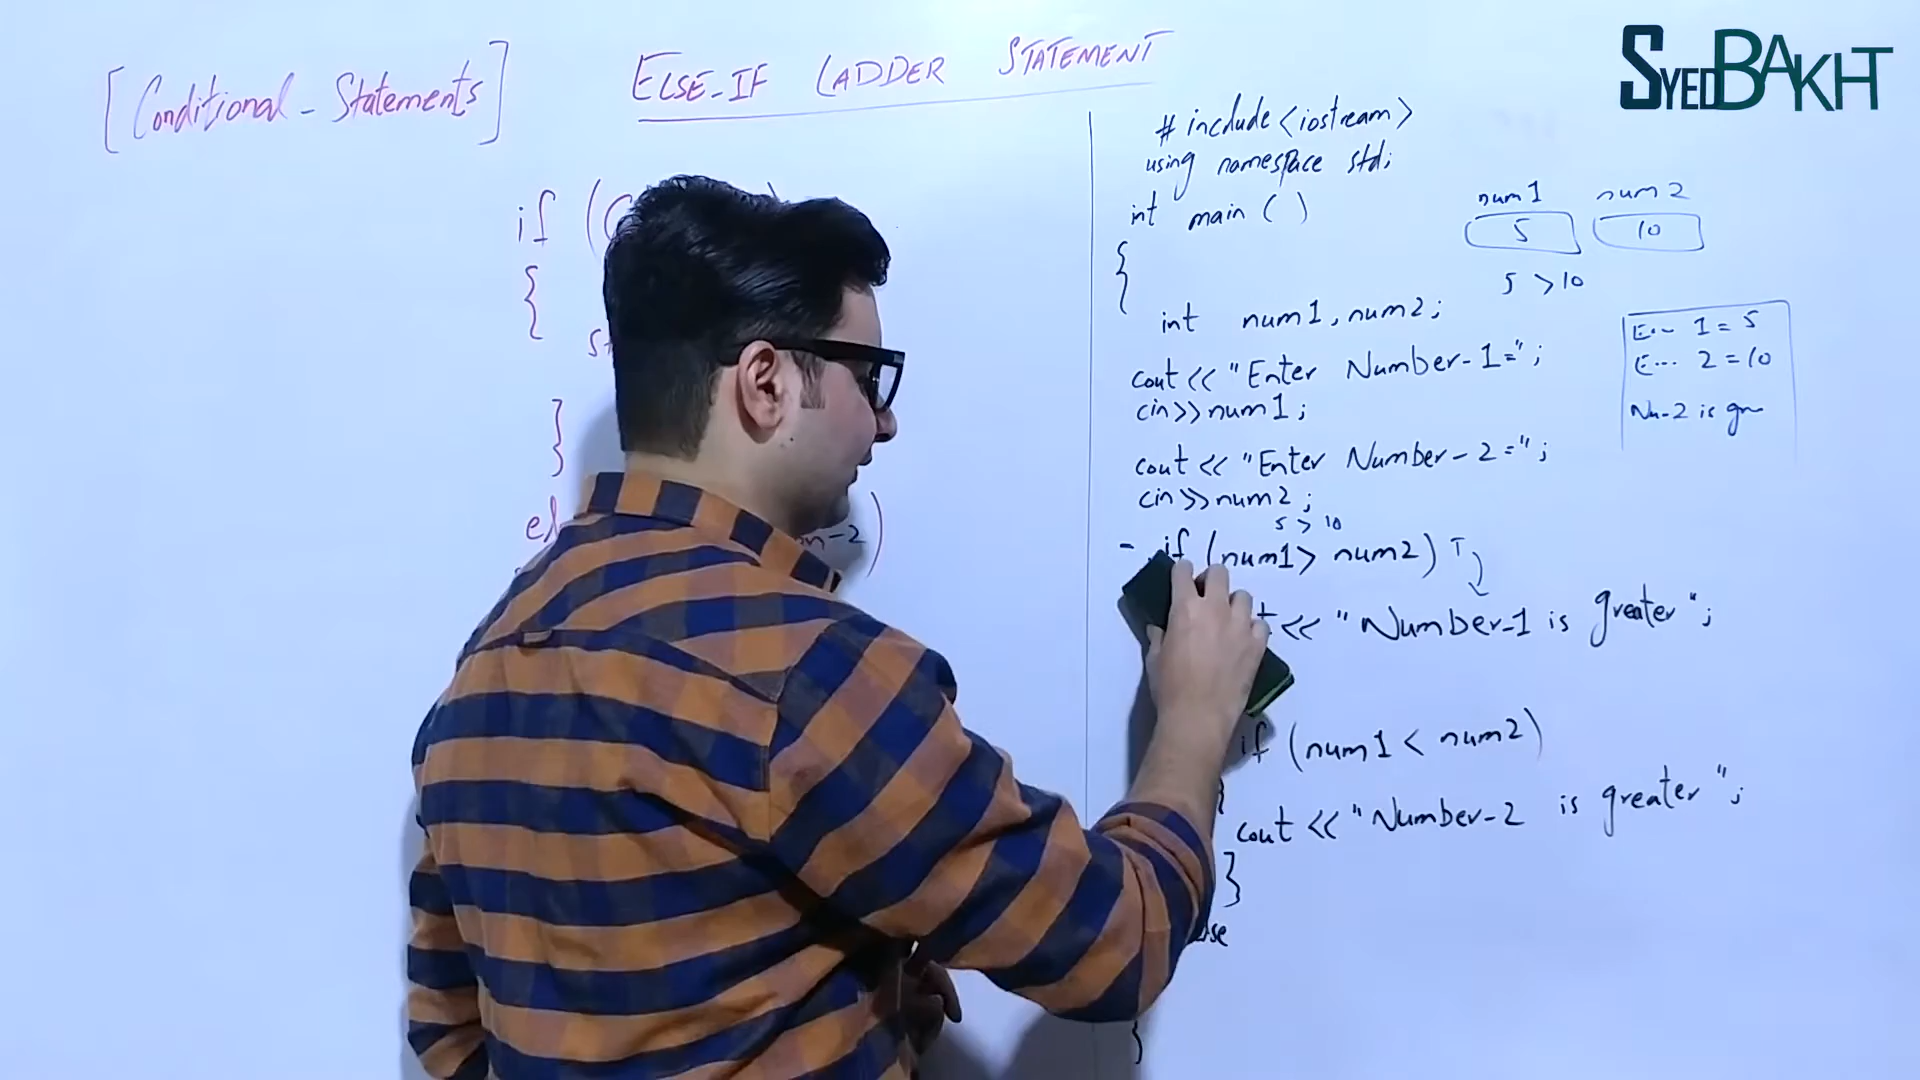 [Conditional - Statements]
ELSE-IF LADDER STATEMENT
SYEDBAKHT
if (
{
}
n-2)
# include <iostream>
using namespace std;
int main ( )
{
int num1, num2;
cout << "Enter Number-1=";
cin>>num1;
cout << "Enter Number-2=";
cin>>num2;
5 > 10
- if (num1> num2) T
<< "Number-1 is greater";
if (num1 < num2)
cout << "Number-2 is greater";
}
}
num1 num2
5 10
5 >10
E-- 1 = 5
E... 2 = 10
Nu-2 is gr